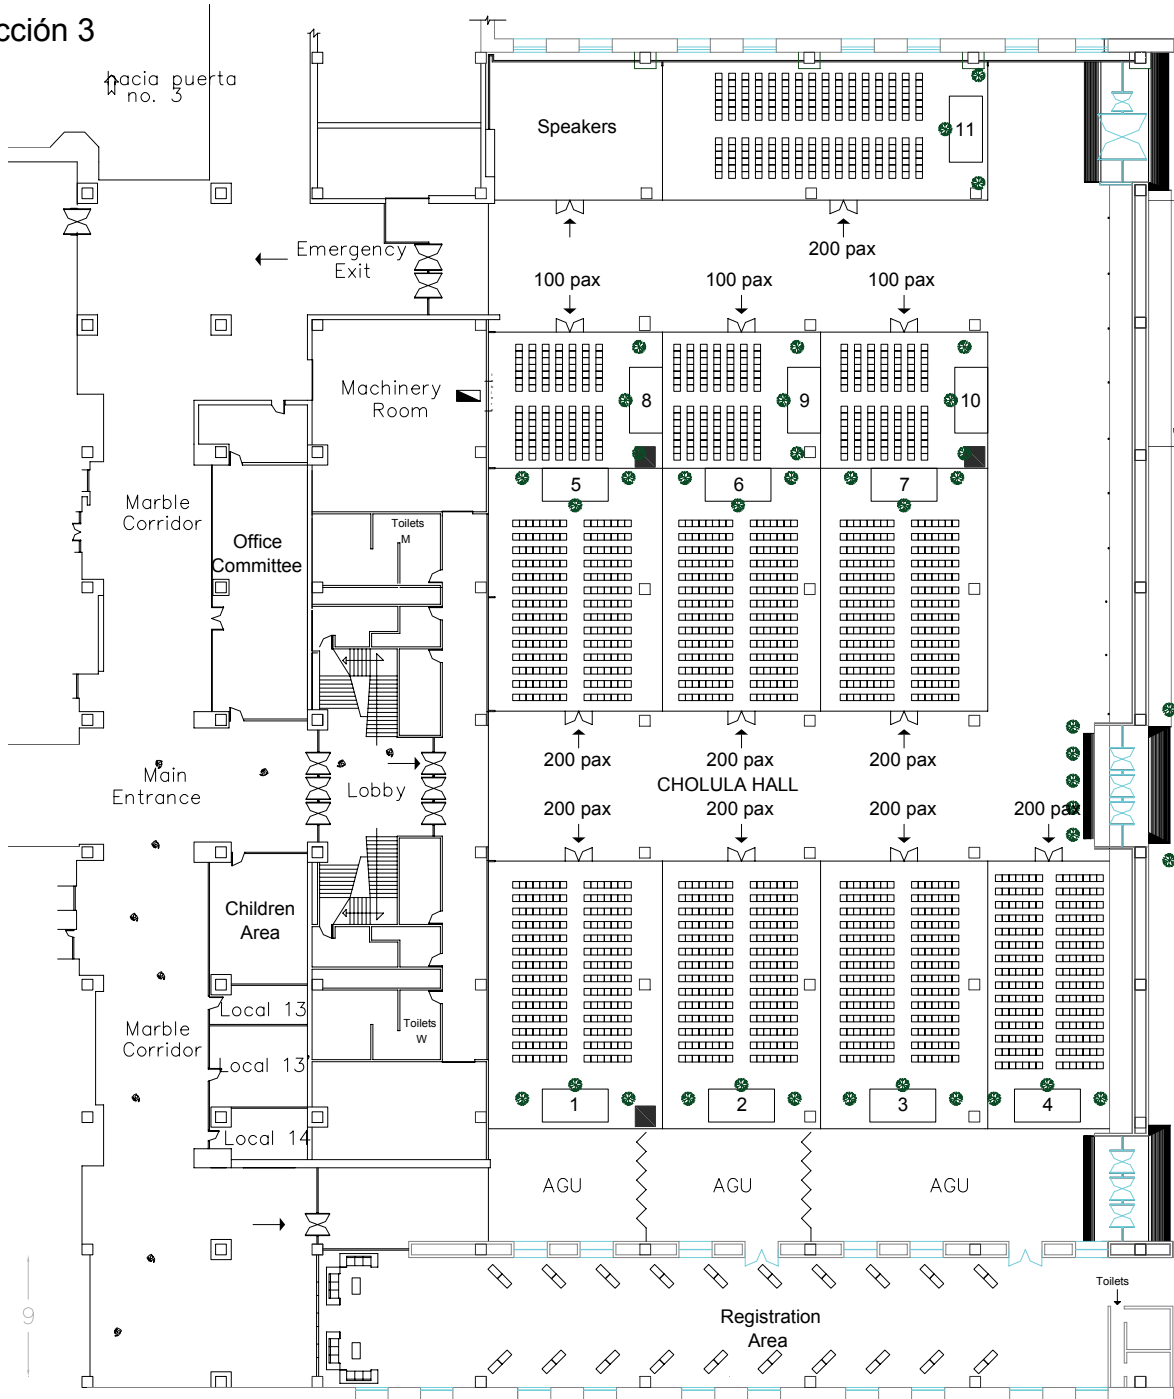 cción 3
hacia puerta
no. 3
Speakers
11
Emergency
Exit
200 pax
100 pax
100 pax
100 pax
Machinery
Room
8
9
10
5
6
7
Marble
Corridor
Toilets
M
Office
Committee
200 pax
200 pax
200 pax
Main
Entrance
Lobby
CHOLULA HALL
200 pax
200 pax
200 pax
200 pax
Children
Area
Local 13
Marble
Corridor
Toilets
W
Local 13
1
2
3
4
Local 14
AGU
AGU
AGU
Toilets
9
Registration
Area